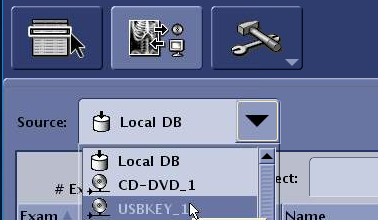 Source: Local DB
Local DB
CD-DVD_1
# Ex
ect:
USBKEY_1
Exam
Name